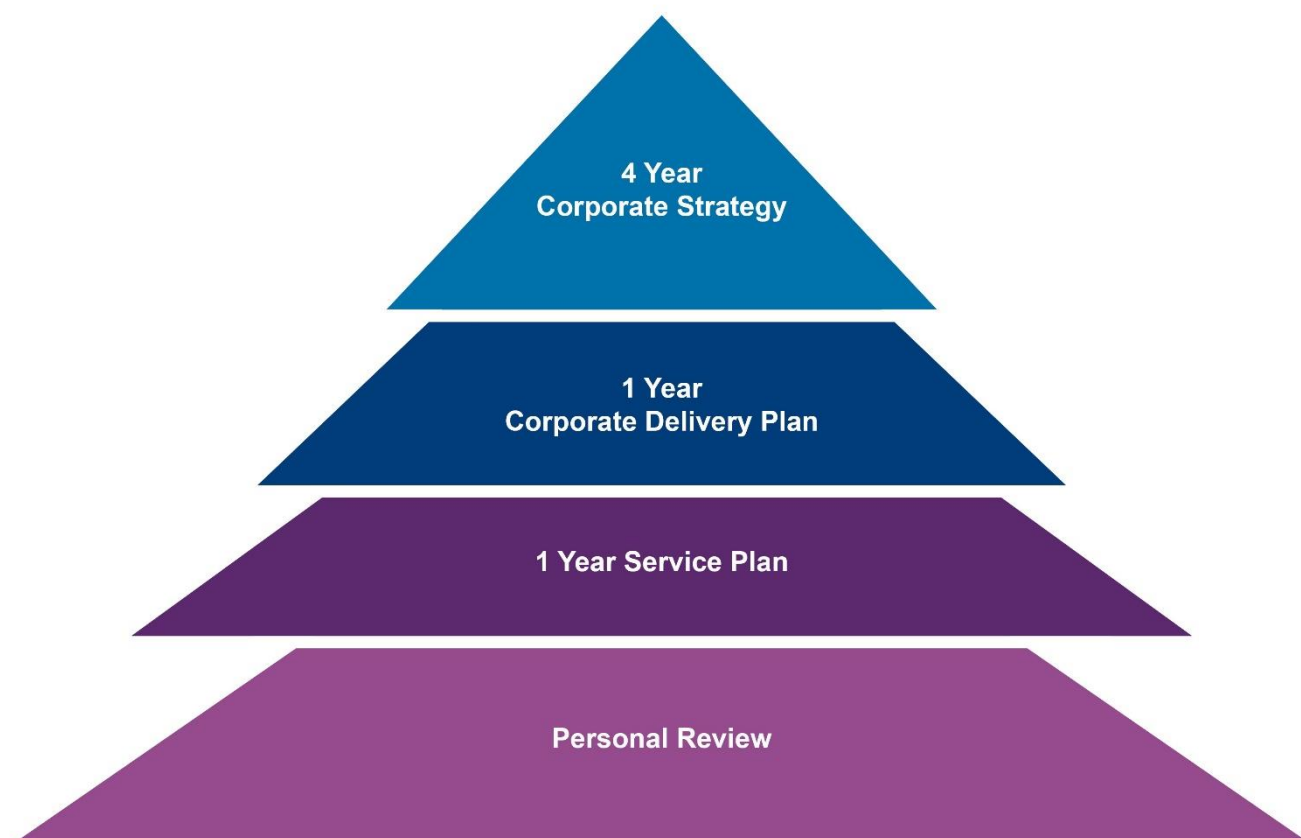 4 Year
Corporate Strategy
1 Year
Corporate Delivery Plan
1 Year Service Plan
Personal Review